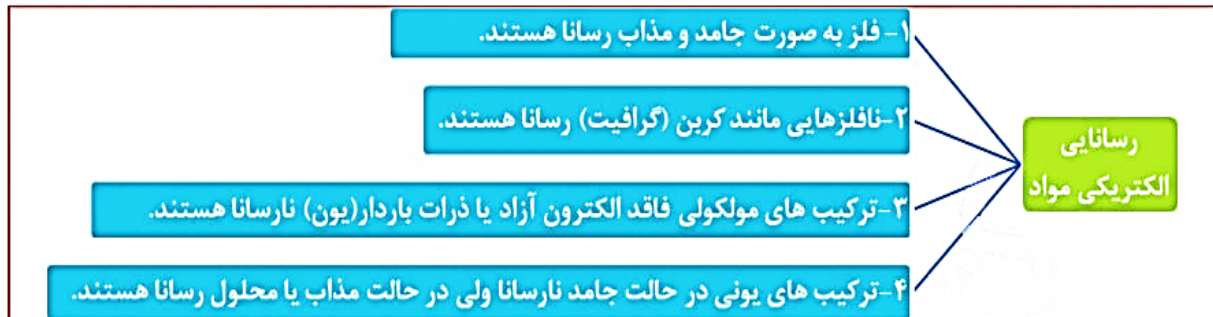 ۱- فلز به صورت جامد و مذاب رسانا هستند.
۲-نافلزهایی مانند کربن (گرافیت) رسانا هستند.
رسانایی
الکتریکی مواد
۳-ترکیب های مولکولی فاقد الکترون آزاد یا ذرات باردار(یون) نارسانا هستند.
۴-ترکیب های یونی در حالت جامد نارسانا ولی در حالت مذاب یا محلول رسانا هستند.